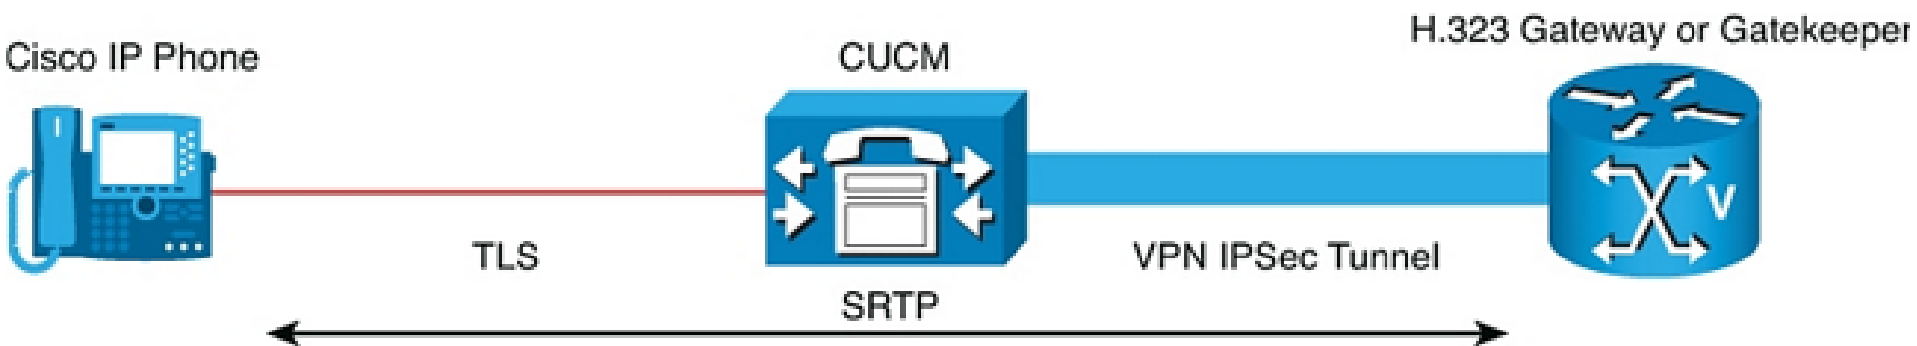 H.323 Gateway or Gatekeeper
Cisco IP Phone
CUCM
V
TLS
VPN IPSec Tunnel
SRTP